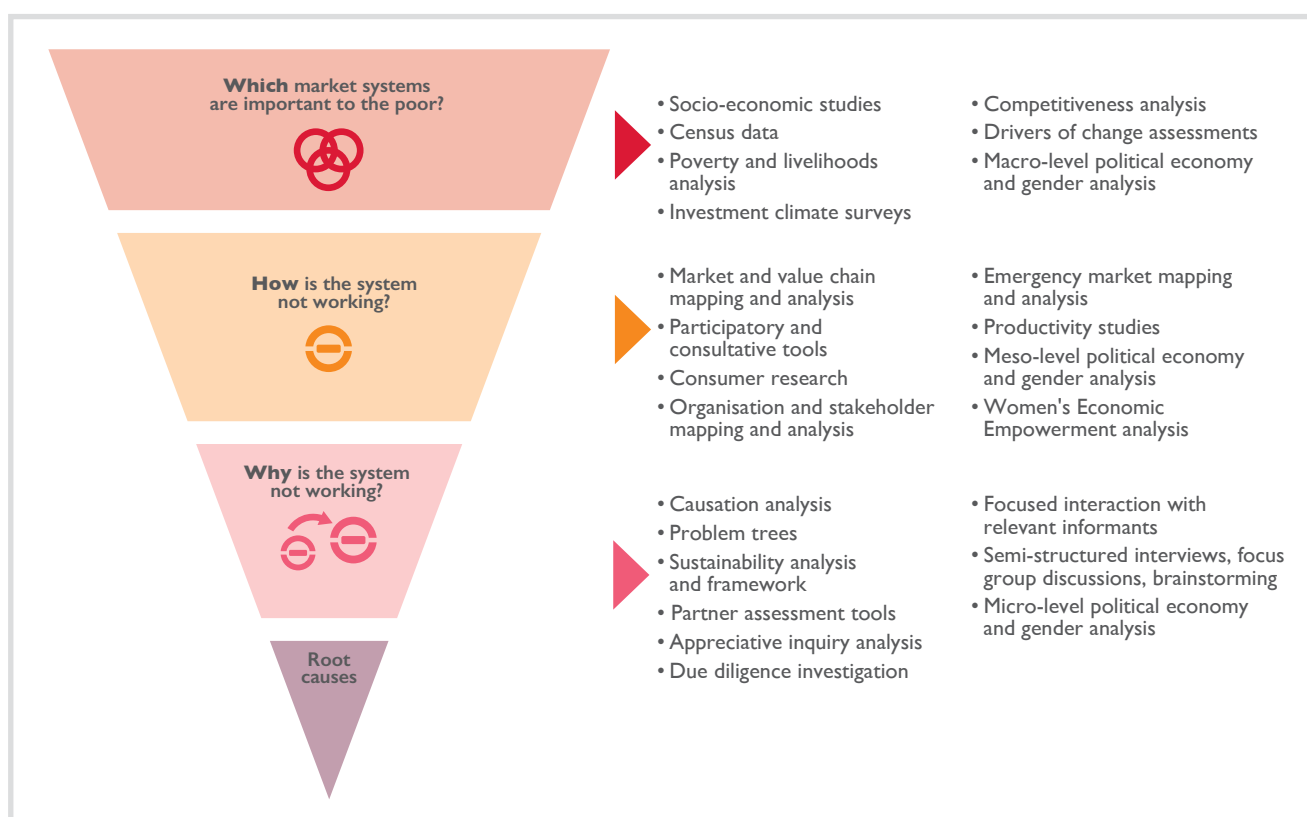 Which market systems
are important to the poor?
• Socio-economic studies
• Census data
• Poverty and livelihoods
analysis
• Investment climate surveys
• Competitiveness analysis
• Drivers of change assessments
• Macro-level political economy
and gender analysis
How is the system
not working?
• Market and value chain
mapping and analysis
• Participatory and
consultative tools
• Consumer research
• Organisation and stakeholder
mapping and analysis
• Emergency market mapping
and analysis
• Productivity studies
• Meso-level political economy
and gender analysis
• Women's Economic
Empowerment analysis
Why is the system
not working?
• Causation analysis
• Problem trees
• Sustainability analysis
and framework
• Partner assessment tools
• Appreciative inquiry analysis
• Due diligence investigation
• Focused interaction with
relevant informants
• Semi-structured interviews, focus
group discussions, brainstorming
• Micro-level political economy
and gender analysis
Root
causes